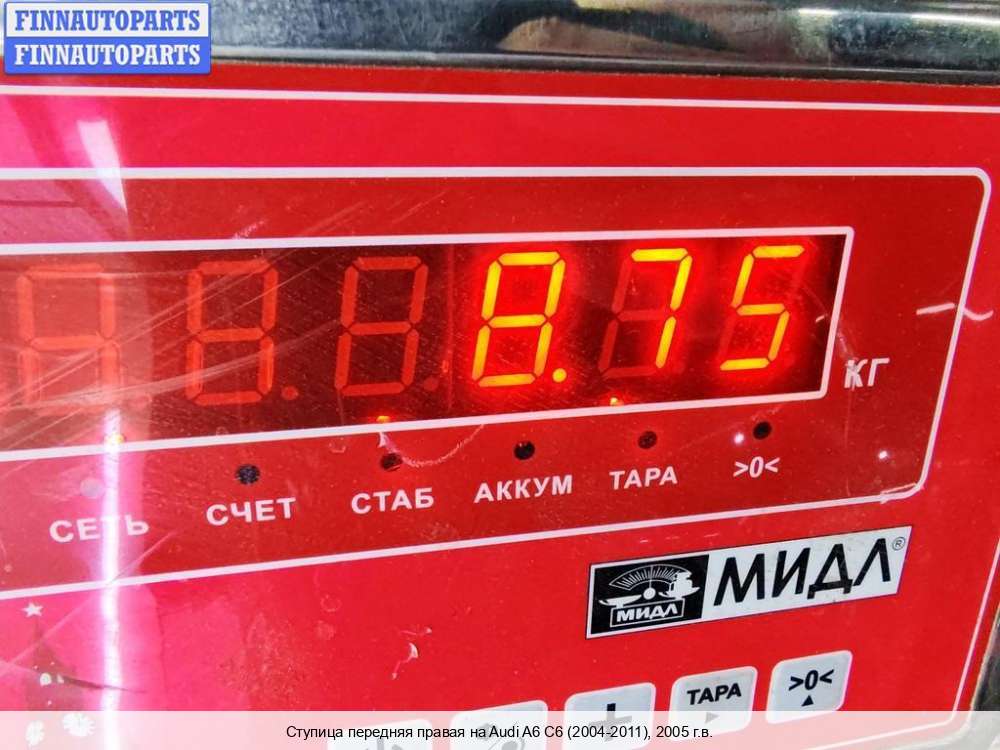 FINNAUTOPARTS
FINNAUTOPARTS
8.75
КГ
СЕТЬ СЧЕТ СТАБ АККУМ ТАРА >0<
МИДЛ МИДЛ®
+ ТАРА >0<
Ступица передняя правая на Audi A6 C6 (2004-2011), 2005 г.в.